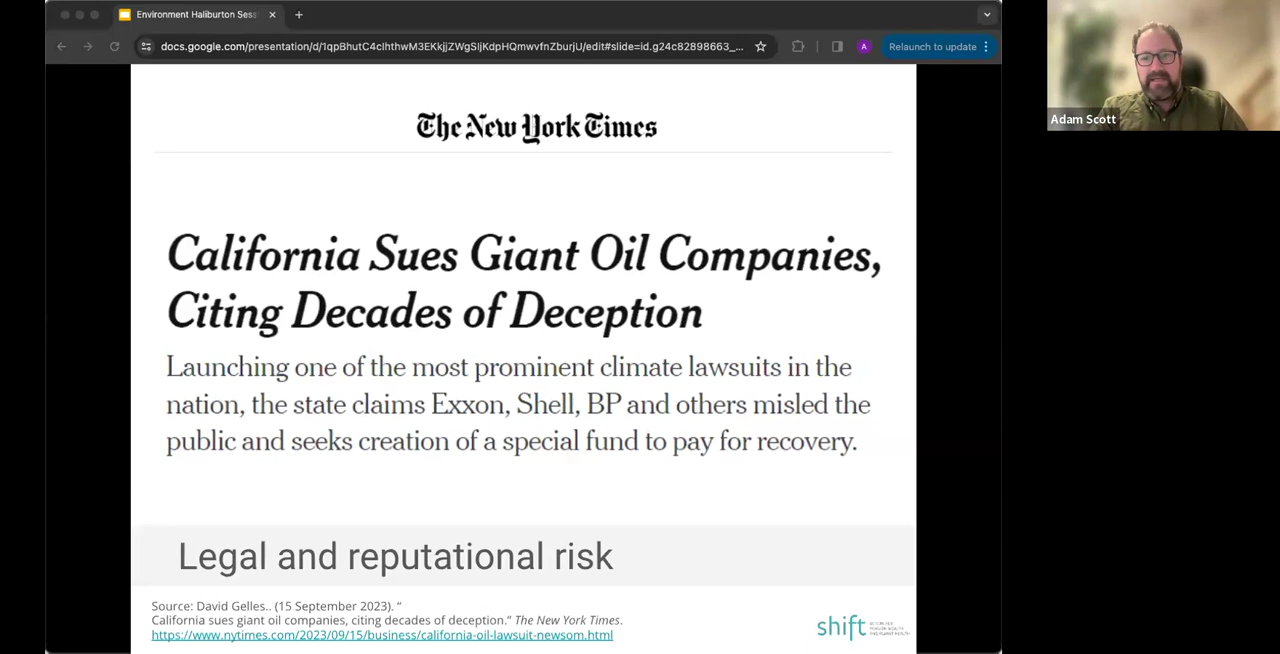 Environment Haliburton Sess
docs.google.com/presentation/d/1qpBhutC4clhthwM3EKkjjZWgSIjKdpHQmwvfnZburjU/edit#slide=id.g24c82898663_...
A
Relaunch to update
Adam Scott
The New York Times
California Sues Giant Oil Companies,
Citing Decades of Deception
Launching one of the most prominent climate lawsuits in the
nation, the state claims Exxon, Shell, BP and others misled the
public and seeks creation of a special fund to pay for recovery.
Legal and reputational risk
Source: David Gelles.. (15 September 2023). "
California sues giant oil companies, citing decades of deception." The New York Times.
https://www.nytimes.com/2023/09/15/business/california-oil-lawsuit-newsom.html
shift